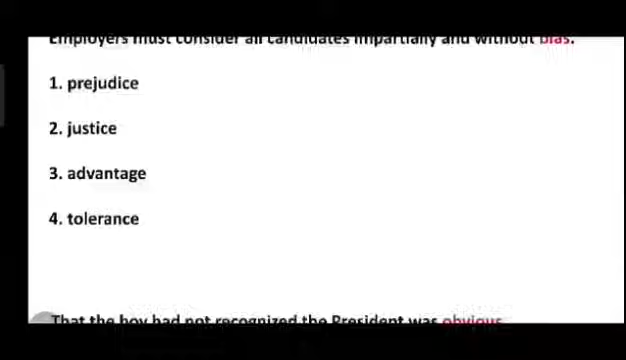 Employers must consider all candidates impartially and without bias.
1. prejudice
2. justice
3. advantage
4. tolerance
That the boy had not recognized the President was obvious